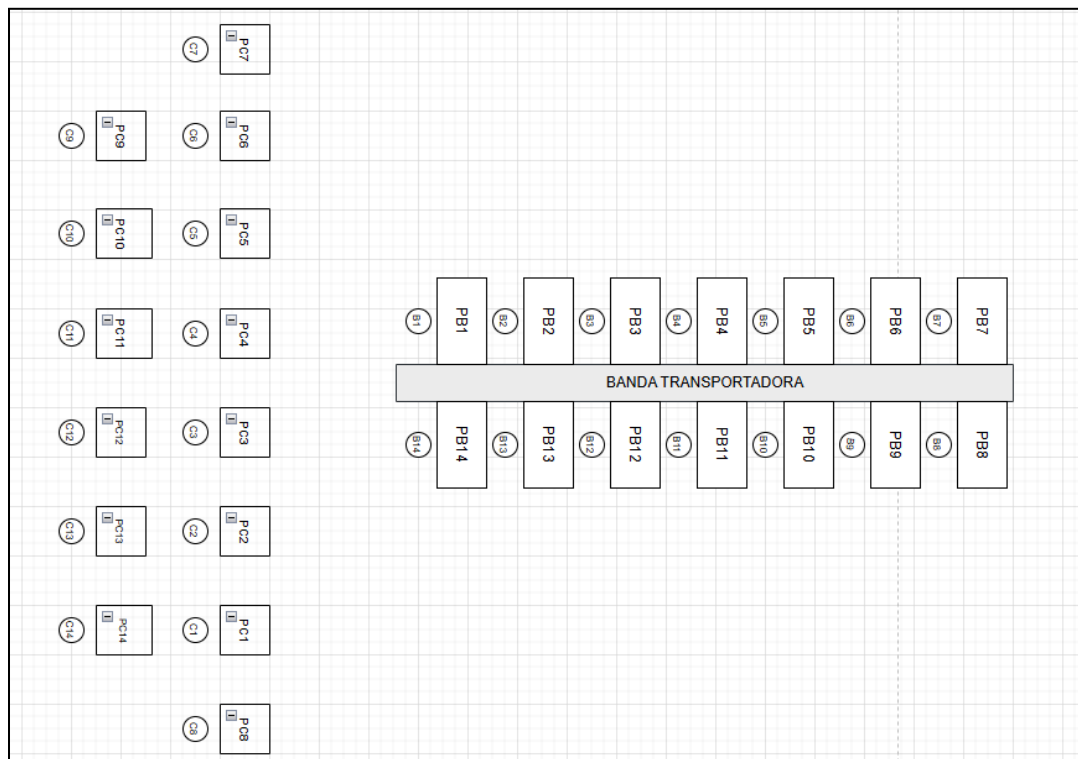 C7
PC7
C9
PC9
C6
PC6
C10
PC10
C5
PC5
B1
PB1
B2
PB2
B3
PB3
B4
PB4
B5
PB5
B6
PB6
B7
PB7
C11
PC11
C4
PC4
BANDA TRANSPORTADORA
C12
PC12
C3
PC3
B14
PB14
B13
PB13
B12
PB12
B11
PB11
B10
PB10
B9
PB9
B8
PB8
C13
PC13
C2
PC2
C14
PC14
C1
PC1
C8
PC8